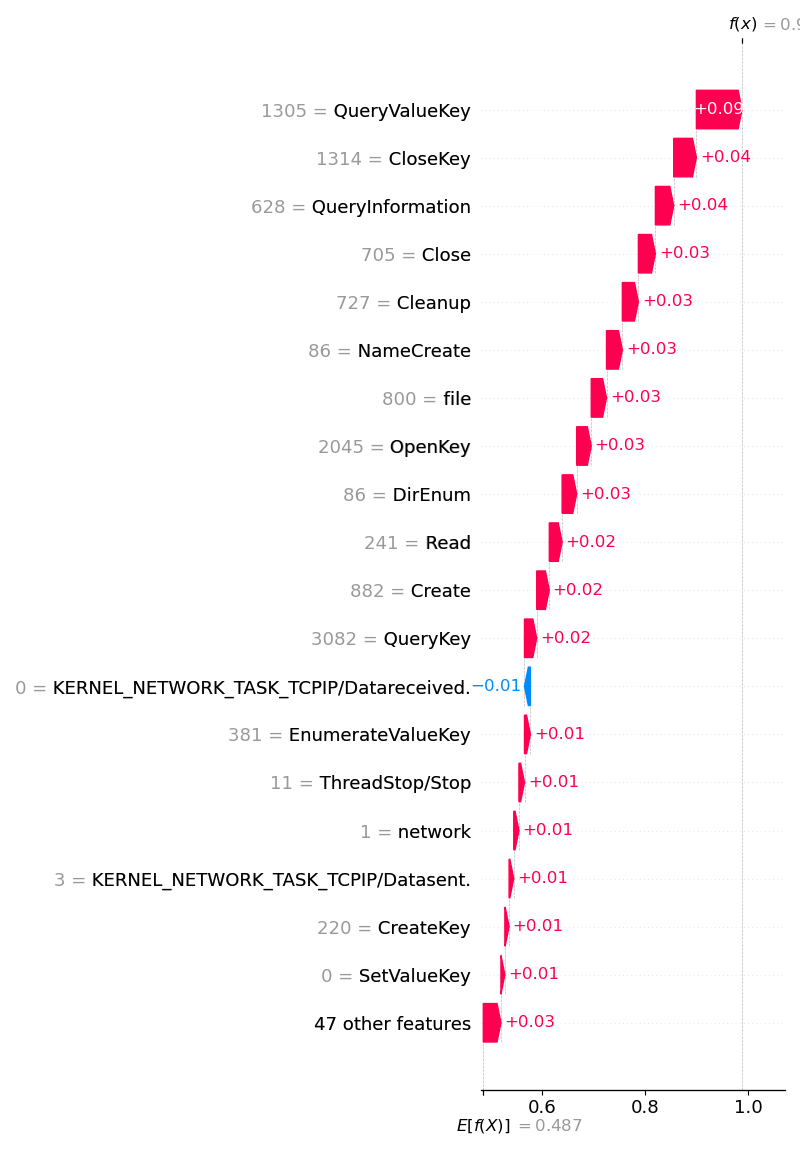 f(x) = 0.9
1305 = QueryValueKey +0.09
1314 = CloseKey +0.04
628 = QueryInformation +0.04
705 = Close +0.03
727 = Cleanup +0.03
86 = NameCreate +0.03
800 = file +0.03
2045 = OpenKey +0.03
86 = DirEnum +0.03
241 = Read +0.02
882 = Create +0.02
3082 = QueryKey +0.02
0 = KERNEL_NETWORK_TASK_TCPIP/Datareceived. −0.01
381 = EnumerateValueKey +0.01
11 = ThreadStop/Stop +0.01
1 = network +0.01
3 = KERNEL_NETWORK_TASK_TCPIP/Datasent. +0.01
220 = CreateKey +0.01
0 = SetValueKey +0.01
47 other features +0.03
0.6 0.8 1.0
E[f(X)] = 0.487